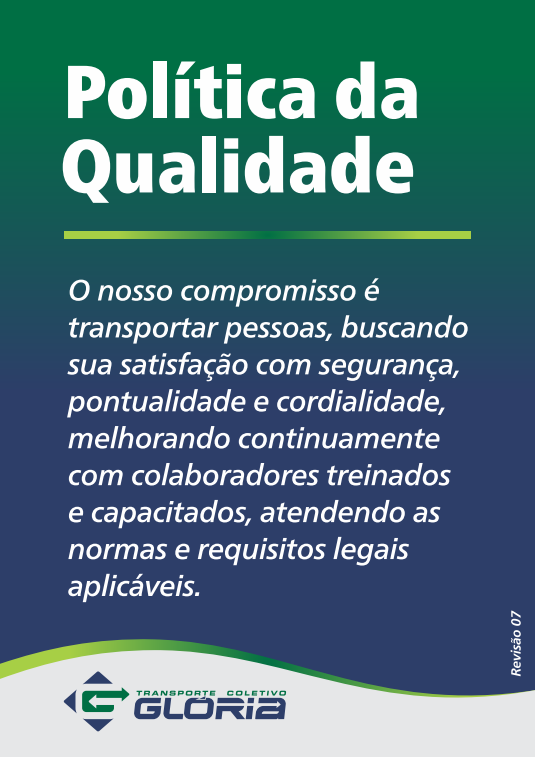 Política da
Qualidade
O nosso compromisso é
transportar pessoas, buscando
sua satisfação com segurança,
pontualidade e cordialidade,
melhorando continuamente
com colaboradores treinados
e capacitados, atendendo as
normas e requisitos legais
aplicáveis.
Revisão 07
TRANSPORTE COLETIVO
GLÓRIA